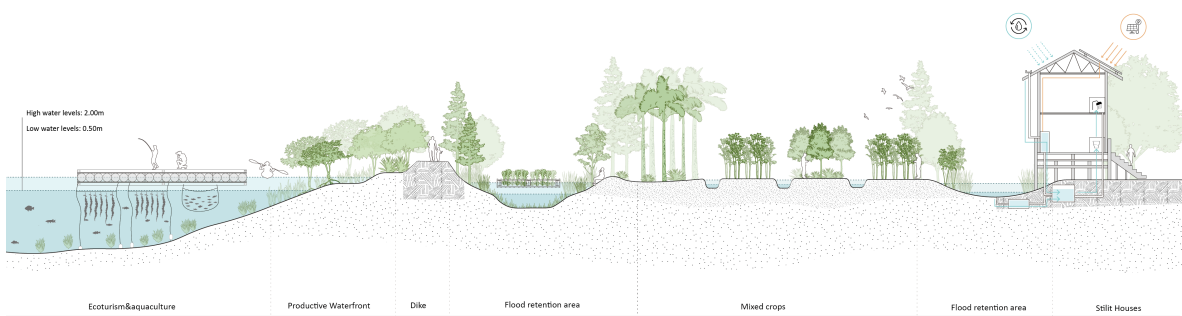 High water levels: 2.00m
Low water levels: 0.50m
Ecoturism&aquaculture
Productive Waterfront
Dike
Flood retention area
Mixed crops
Flood retention area
Stilit Houses